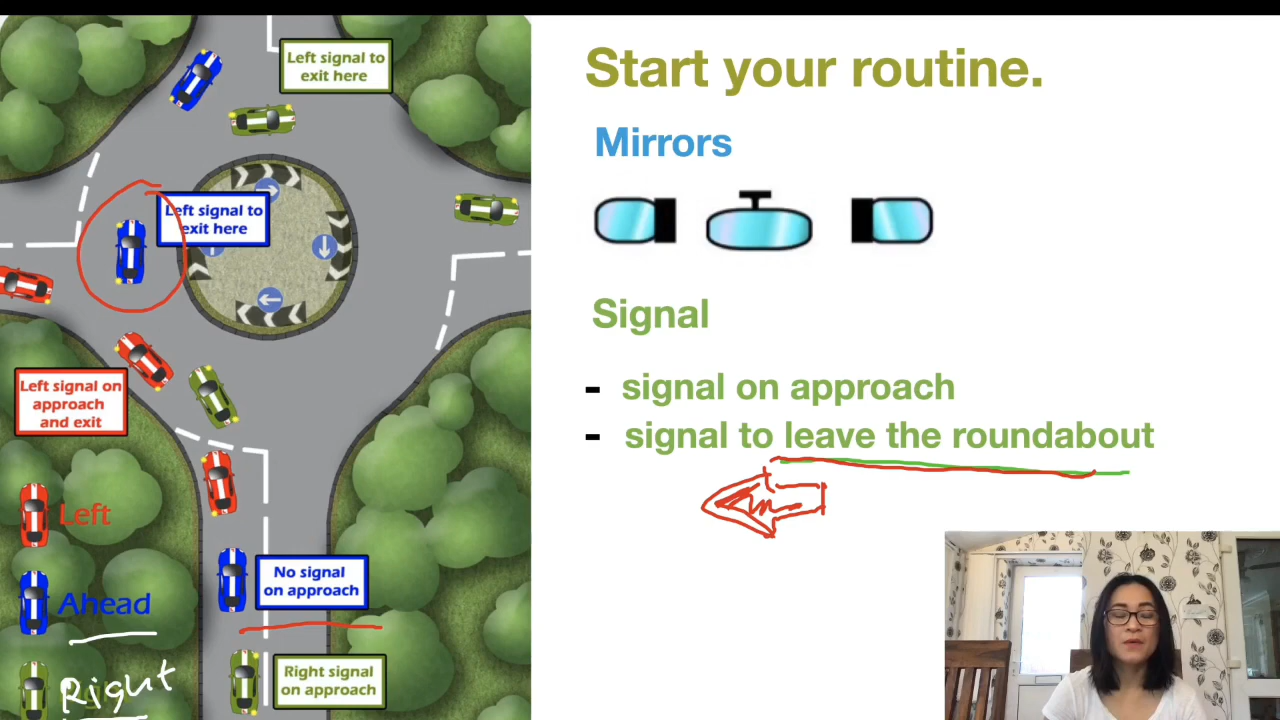 Left signal to
exit here
Left signal to
exit here
Left signal on
approach
and exit
Left
Ahead
Right
No signal
on approach
Right signal
on approach
Start your routine.
Mirrors
Signal
- signal on approach
- signal to leave the roundabout